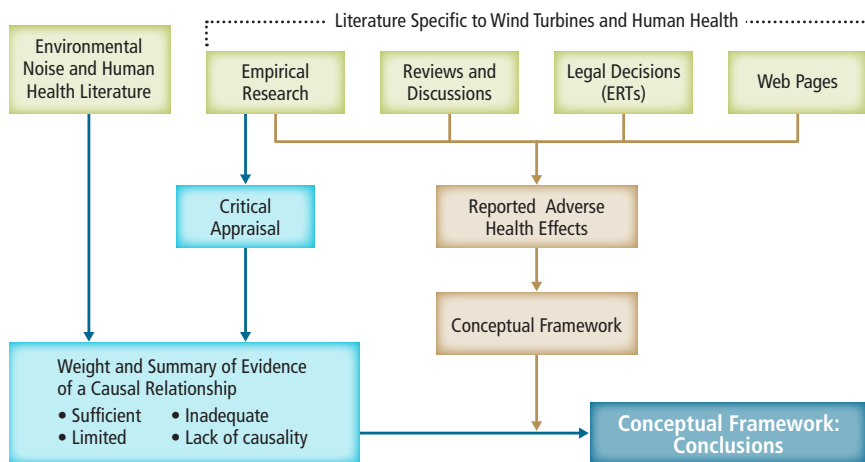 Literature Specific to Wind Turbines and Human Health
Environmental
Noise and Human
Health Literature
Empirical
Research
Reviews and
Discussions
Legal Decisions
(ERTs)
Web Pages
Critical
Appraisal
Reported Adverse
Health Effects
Conceptual Framework
Weight and Summary of Evidence
of a Causal Relationship
• Sufficient • Inadequate
• Limited • Lack of causality
Conceptual Framework:
Conclusions